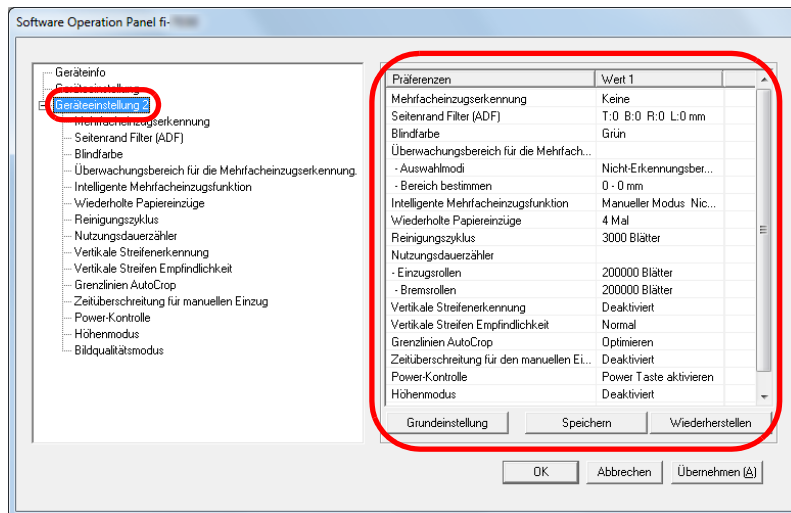 Software Operation Panel fi-
Geräteinfo
Geräteeinstellung
Geräteeinstellung 2
Mehrfacheinzugserkennung
Seitenrand Filter (ADF)
Blindfarbe
Überwachungsbereich für die Mehrfacheinzugserkennung.
Intelligente Mehrfacheinzugsfunktion
Wiederholte Papiereinzüge
Reinigungszyklus
Nutzungsdauerzähler
Vertikale Streifenerkennung
Vertikale Streifen Empfindlichkeit
Grenzlinien AutoCrop
Zeitüberschreitung für manuellen Einzug
Power-Kontrolle
Höhenmodus
Bildqualitätsmodus
Präferenzen Wert 1
Mehrfacheinzugserkennung Keine
Seitenrand Filter (ADF) T:0 B:0 R:0 L:0 mm
Blindfarbe Grün
Überwachungsbereich für die Mehrfach...
- Auswahlmodi Nicht-Erkennungsber...
- Bereich bestimmen 0 - 0 mm
Intelligente Mehrfacheinzugsfunktion Manueller Modus Nic...
Wiederholte Papiereinzüge 4 Mal
Reinigungszyklus 3000 Blätter
Nutzungsdauerzähler
- Einzugsrollen 200000 Blätter
- Bremsrollen 200000 Blätter
Vertikale Streifenerkennung Deaktiviert
Vertikale Streifen Empfindlichkeit Normal
Grenzlinien AutoCrop Optimieren
Zeitüberschreitung für den manuellen Ei... Deaktiviert
Power-Kontrolle Power Taste aktivieren
Höhenmodus Deaktiviert
Grundeinstellung Speichern Wiederherstellen
OK Abbrechen Übernehmen (A)